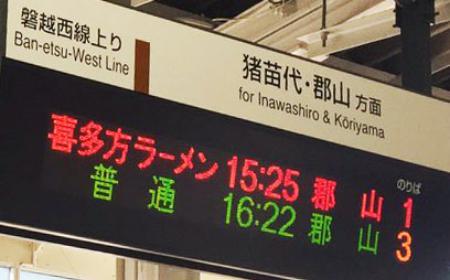 磐越西線上り
Ban-etsu-West Line
猪苗代・郡山 方面
for Inawashiro & Kōriyama
のりば
喜多方ラーメン 15:25 郡山 1
普通 16:22 郡山 3